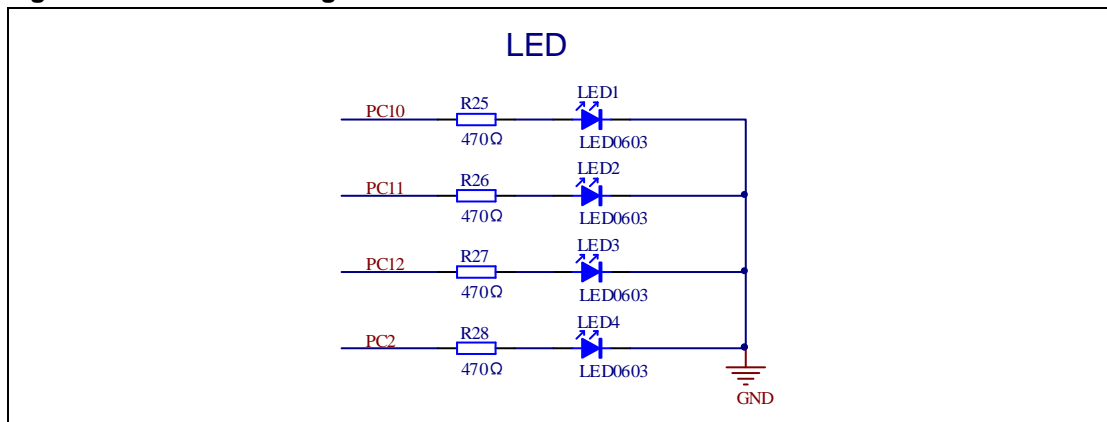 LED
LED1
PC10 R25
470Ω LED0603
LED2
PC11 R26
470Ω LED0603
LED3
PC12 R27
470Ω LED0603
LED4
PC2 R28
470Ω LED0603
GND